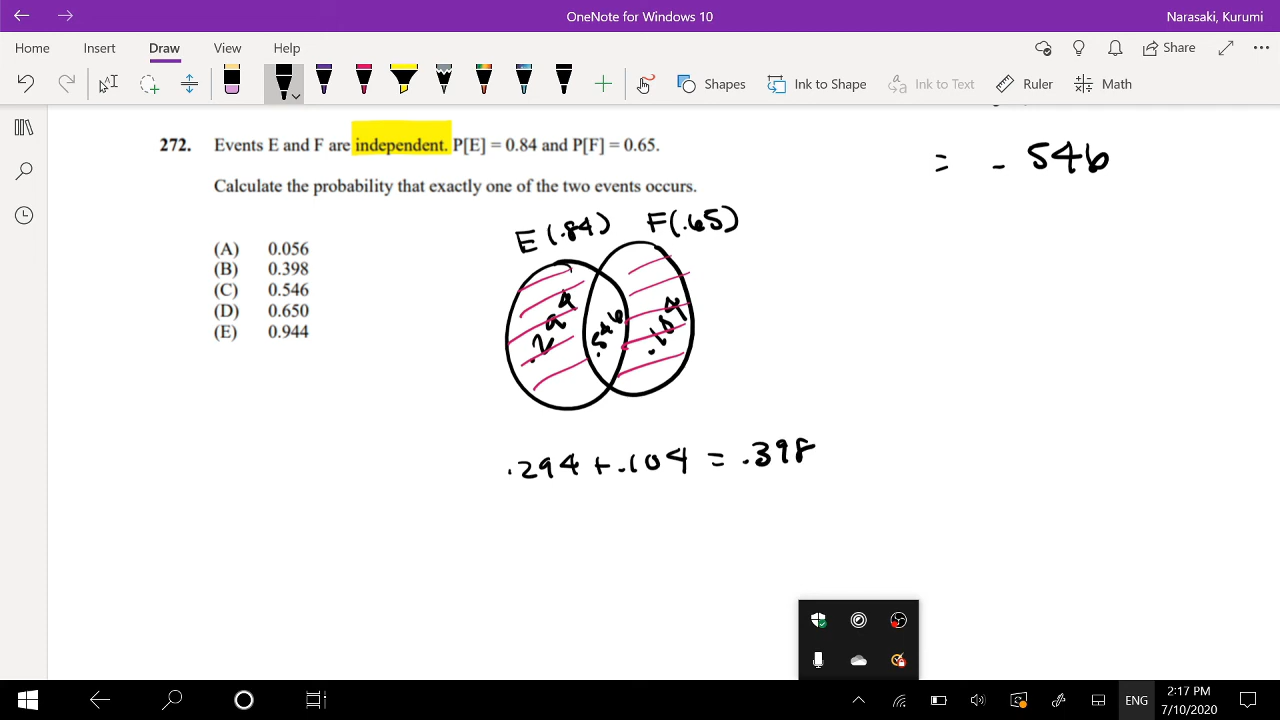 OneNote for Windows 10
Narasaki, Kurumi
Home Insert Draw View Help
Share
Shapes Ink to Shape Ink to Text Ruler Math
272. Events E and F are independent. P[E] = 0.84 and P[F] = 0.65.
= .546
Calculate the probability that exactly one of the two events occurs.
E (.84) F(.65)
(A) 0.056
(B) 0.398
(C) 0.546
(D) 0.650
(E) 0.944
.294 .546 .104
.294 + .104 = .398
ENG
2:17 PM
7/10/2020